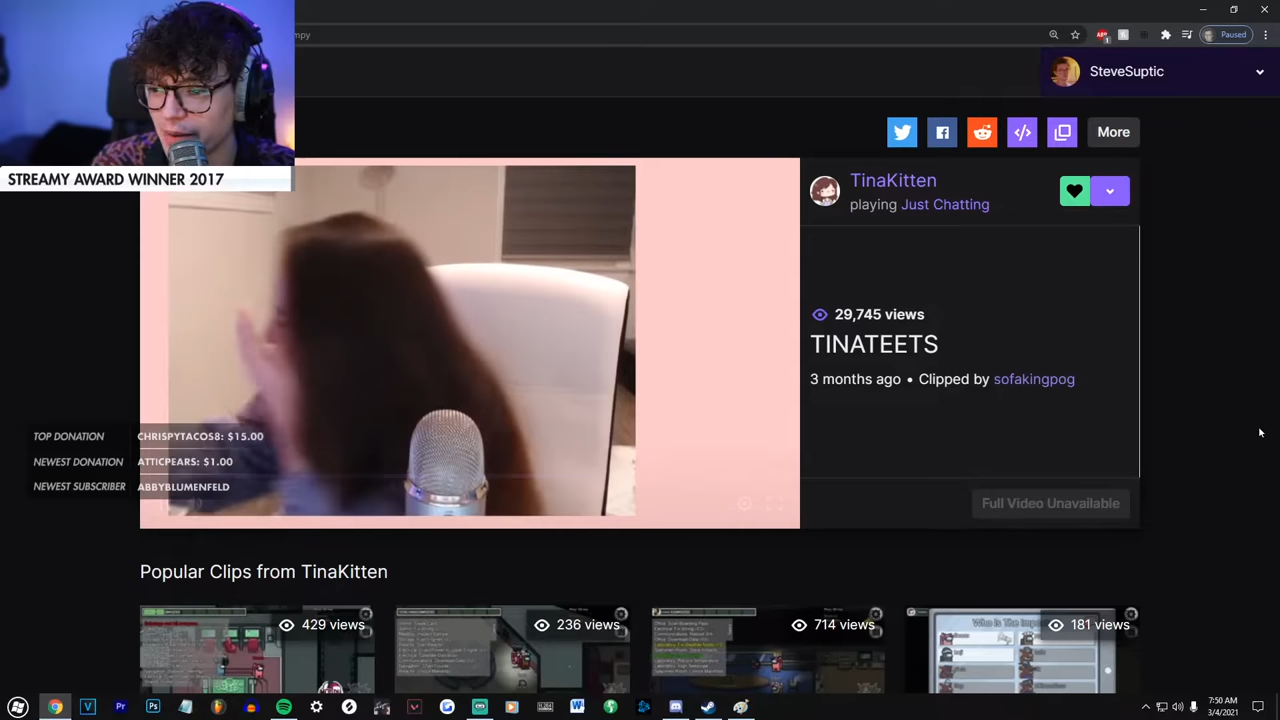 mpy
Paused
SteveSuptic
STREAMY AWARD WINNER 2017
More
TinaKitten
playing Just Chatting
29,745 views
TINATEETS
3 months ago • Clipped by sofakingpog
TOP DONATION CHRISPYTACOS8: $15.00
NEWEST DONATION ATTICPEARS: $1.00
NEWEST SUBSCRIBER ABBYBLUMENFELD
Full Video Unavailable
Popular Clips from TinaKitten
429 views
236 views
714 views
181 views
7:50 AM
3/4/2021